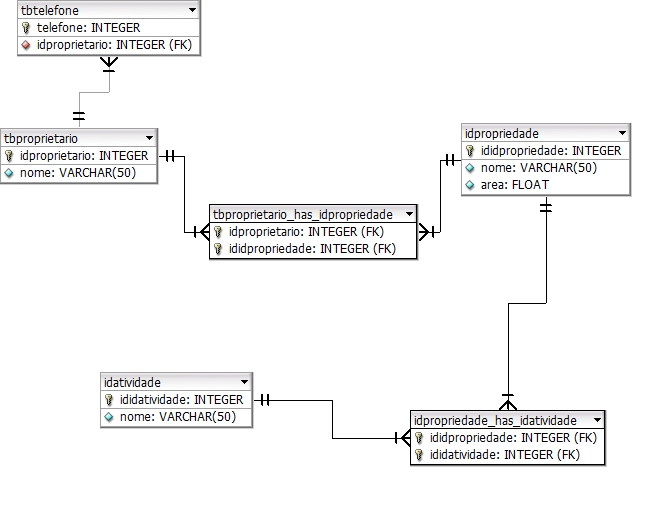 tbtelefone
telefone: INTEGER
idproprietario: INTEGER (FK)
tbproprietario
idproprietario: INTEGER
nome: VARCHAR(50)
idpropriedade
ididpropriedade: INTEGER
nome: VARCHAR(50)
area: FLOAT
tbproprietario_has_idpropriedade
idproprietario: INTEGER (FK)
ididpropriedade: INTEGER (FK)
idatividade
ididatividade: INTEGER
nome: VARCHAR(50)
idpropriedade_has_idatividade
ididpropriedade: INTEGER (FK)
ididatividade: INTEGER (FK)